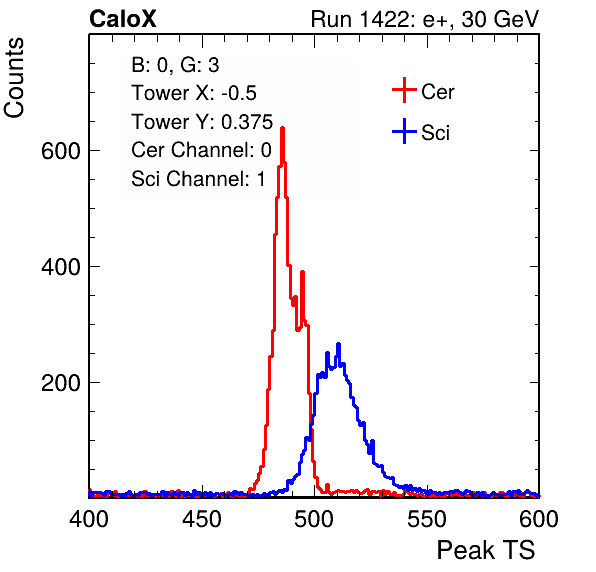 CaloX Run 1422: e+, 30 GeV
Counts
B: 0, G: 3
Tower X: -0.5
Tower Y: 0.375
Cer Channel: 0
Sci Channel: 1
Cer
Sci
600
400
200
400 450 500 550 600
Peak TS